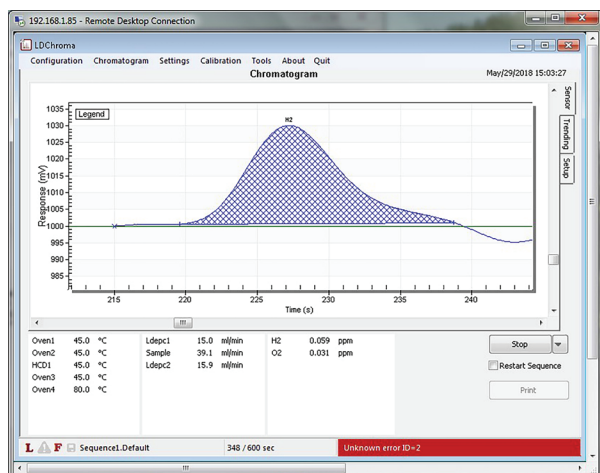 192.168.1.85 - Remote Desktop Connection
LDChroma
Configuration Chromatogram Settings Calibration Tools About Quit
Chromatogram May/29/2018 15:03:27
Sensor
Trending
Setup
Legend
H2
Response (mV)
1035
1030
1025
1020
1015
1010
1005
1000
995
990
985
215 220 225 230 235 240
Time (s)
Oven1 45.0 °C Ldepc1 15.0 ml/min H2 0.059 ppm
Oven2 45.0 °C Sample 39.1 ml/min O2 0.031 ppm
HCD1 45.0 °C Ldepc2 15.9 ml/min
Oven3 45.0 °C
Oven4 80.0 °C
Stop
Restart Sequence
Print
L F Sequence1.Default 348 / 600 sec Unknown error ID=2